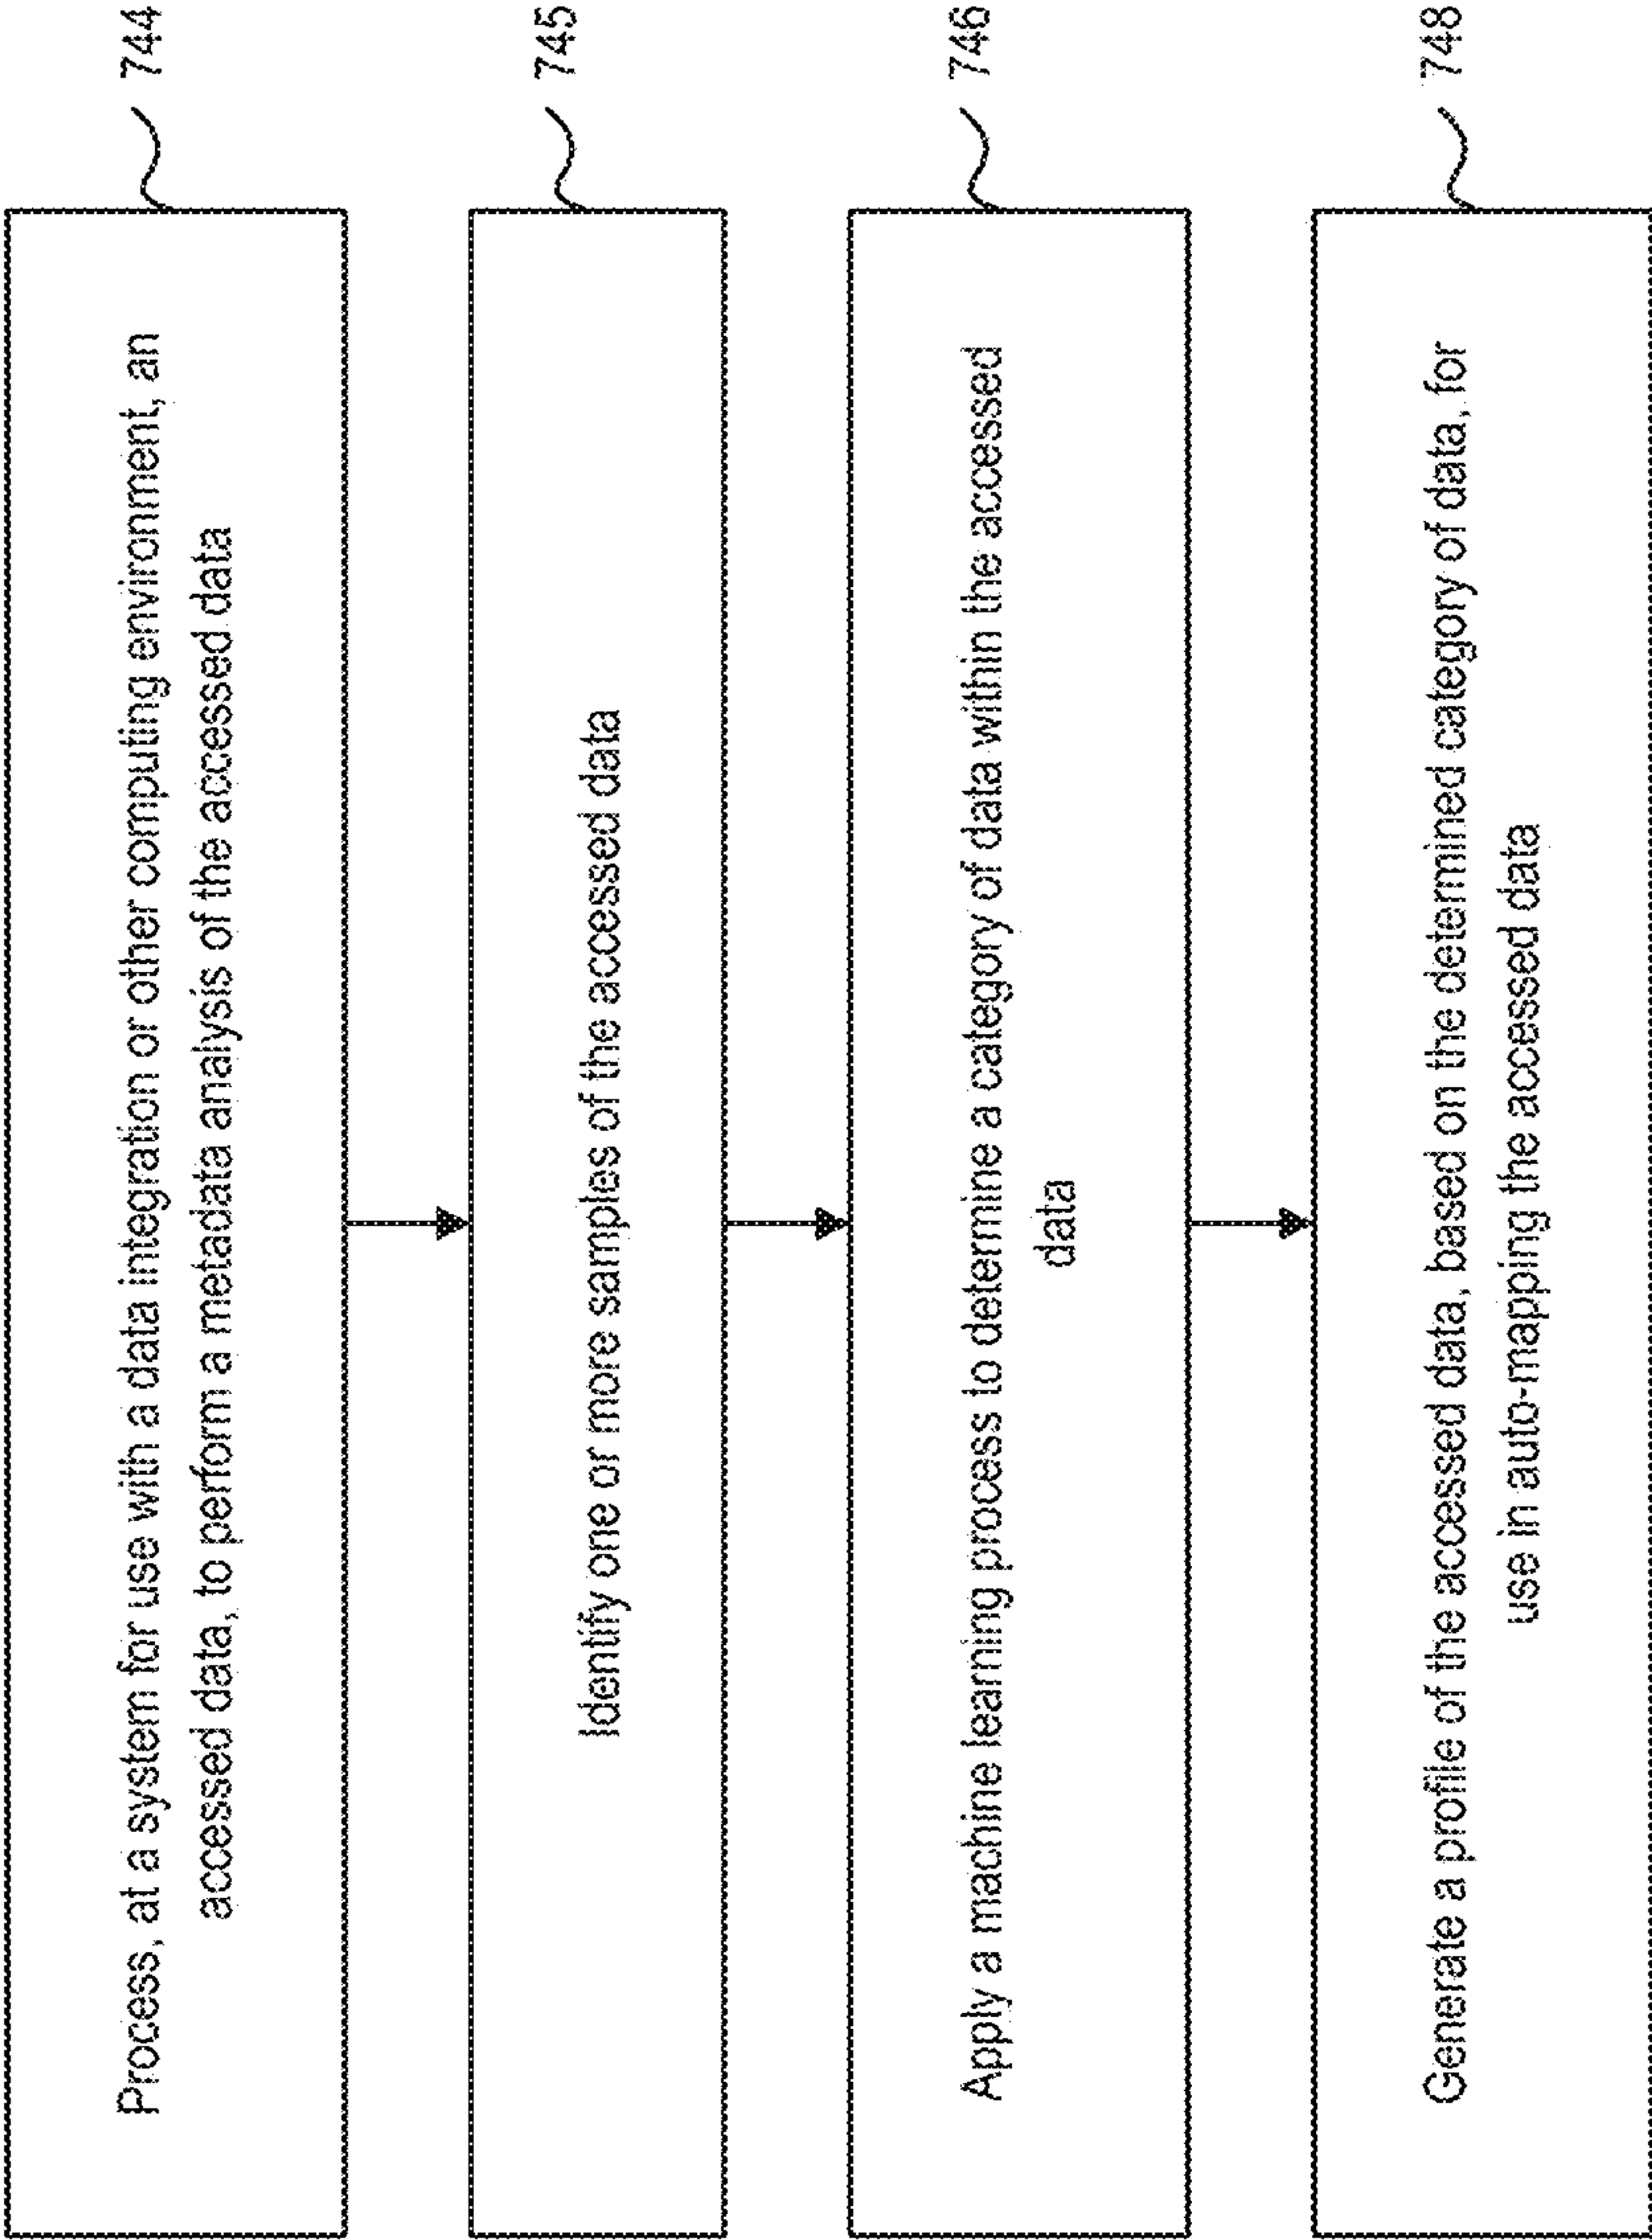 Process, at a system for use with a data integration or other computing environment, an
accessed data, to perform a metadata analysis of the accessed data
744
Identify one or more samples of the accessed data
745
Apply a machine learning process to determine a category of data within the accessed
data
746
Generate a profile of the accessed data, based on the determined category of data, for
use in auto-mapping the accessed data
748